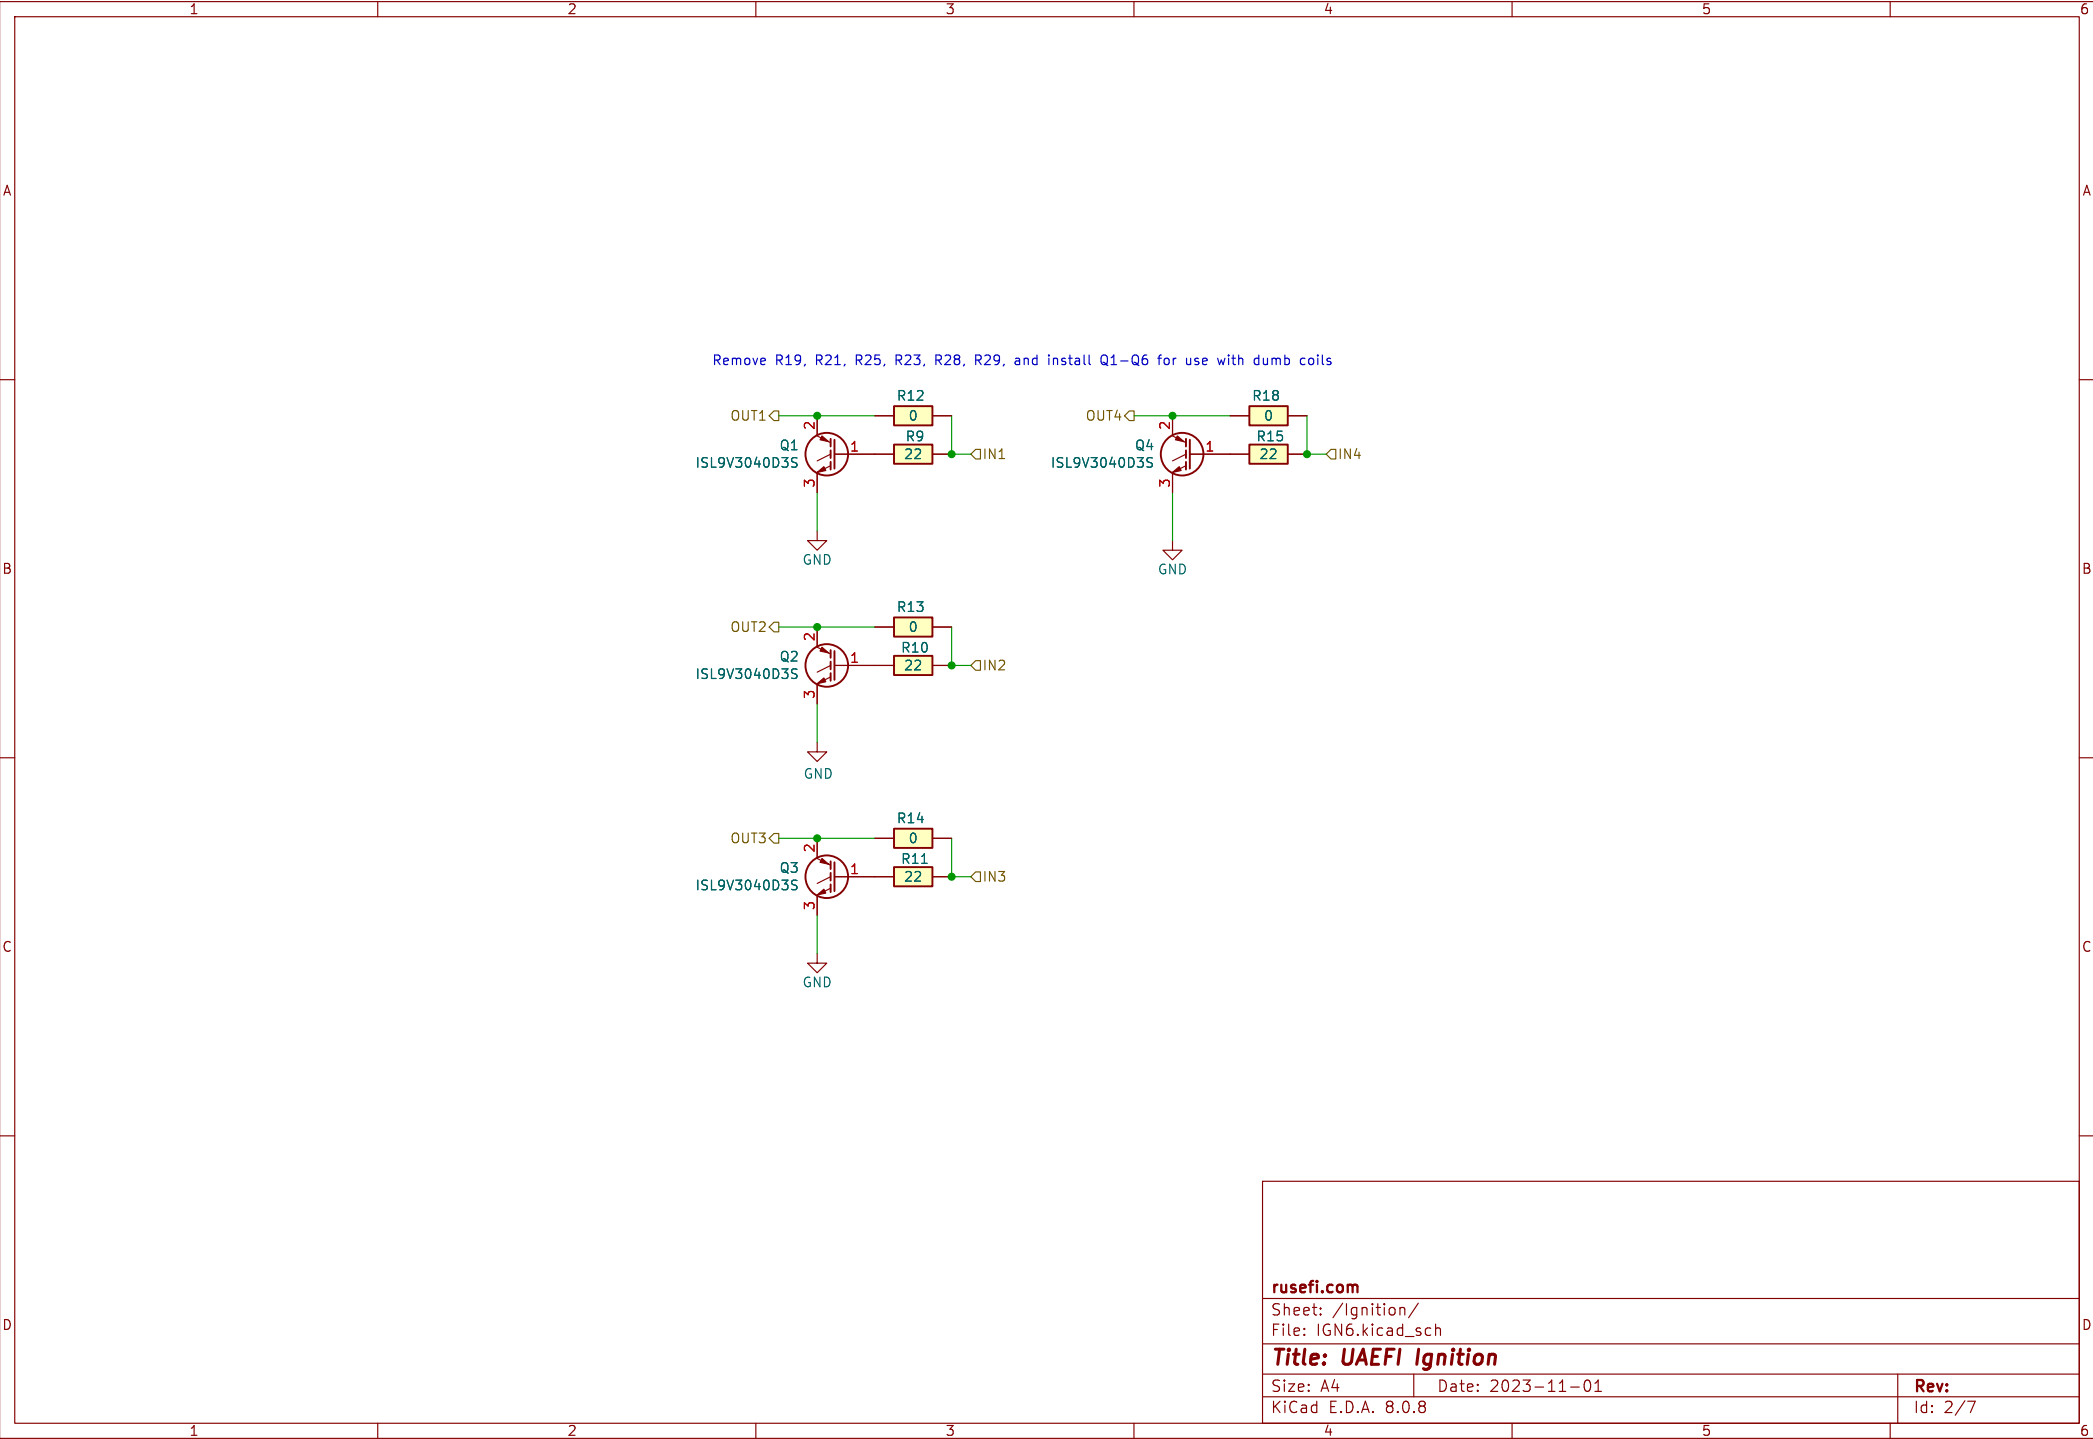 1 2 3 4 5 6
A A
Remove R19, R21, R25, R23, R28, R29, and install Q1-Q6 for use with dumb coils
R12
OUT1 0
2 R9
Q1 1 22 IN1
ISL9V3040D3S
3
GND
R18
OUT4 0
2 R15
Q4 1 22 IN4
ISL9V3040D3S
3
GND
B B
R13
OUT2 0
2 R10
Q2 1 22 IN2
ISL9V3040D3S
3
GND
R14
OUT3 0
2 R11
Q3 1 22 IN3
ISL9V3040D3S
3
GND
C C
rusefi.com
Sheet: /Ignition/
File: IGN6.kicad_sch
D D
Title: UAEFI Ignition
Size: A4 Date: 2023-11-01 Rev:
KiCad E.D.A. 8.0.8 Id: 2/7
1 2 3 4 5 6